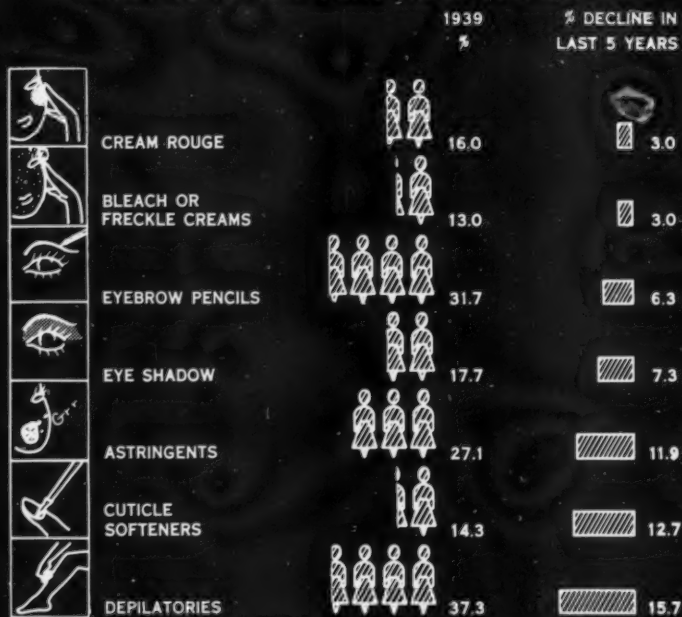 1939 % DECLINE IN
% LAST 5 YEARS
CREAM ROUGE 16.0 3.0
BLEACH OR
FRECKLE CREAMS 13.0 3.0
EYEBROW PENCILS 31.7 6.3
EYE SHADOW 17.7 7.3
ASTRINGENTS 27.1 11.9
CUTICLE
SOFTENERS 14.3 12.7
DEPILATORIES 37.3 15.7